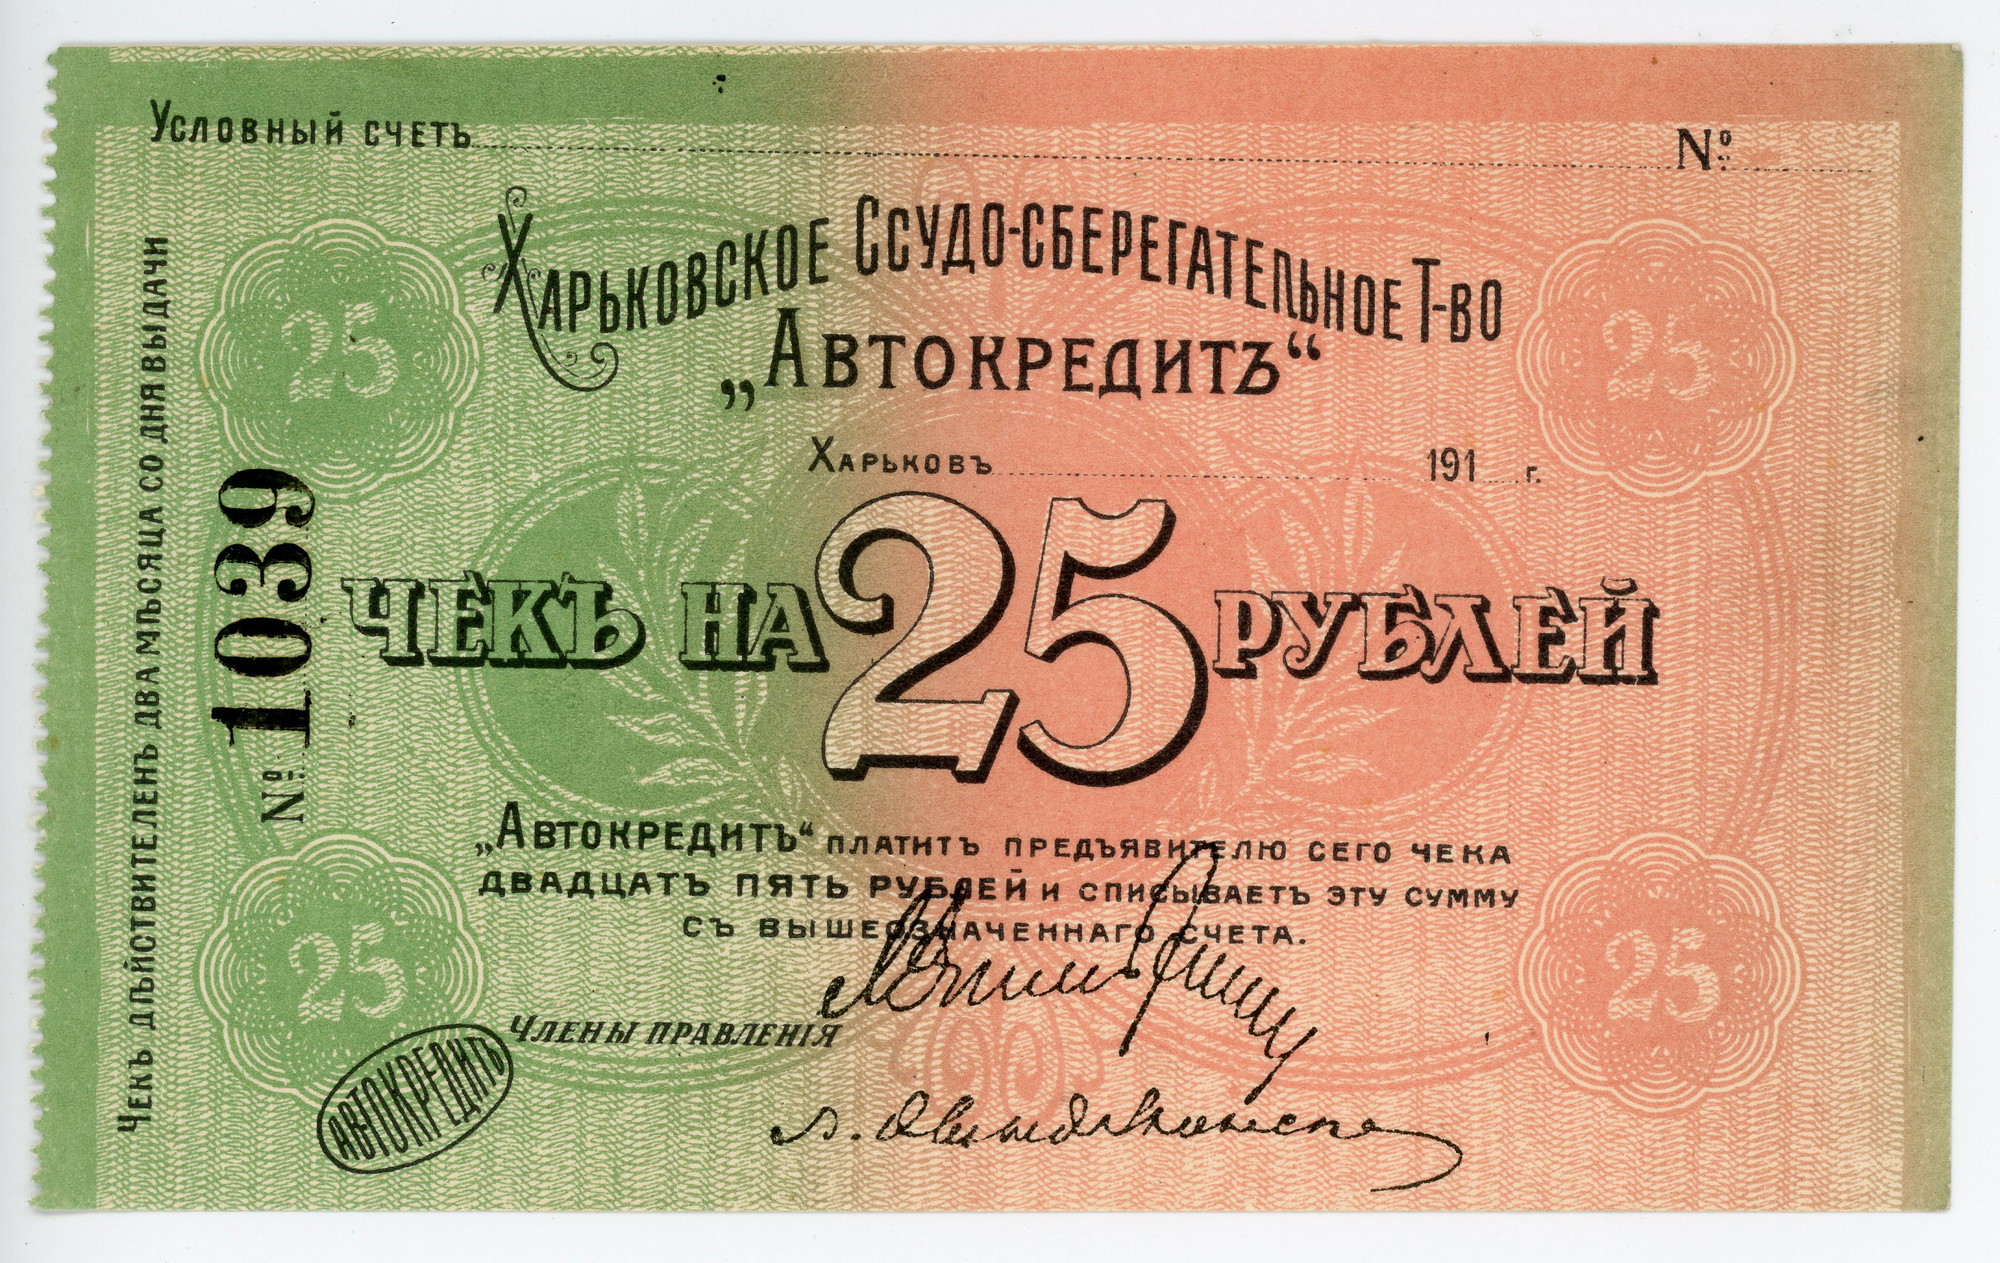 Условный счетъ № 
Харьковское Ссудо-сберегательное Т-во
„Автокредитъ“
Харьковъ 191 г.
Чекъ на 25 рублей
„Автокредитъ“ платитъ предъявителю сего чека
двадцать пять рублей и списываетъ эту сумму
съ вышеозначеннаго счета.
Члены правленія
Автокредитъ
Чекъ дѣйствителенъ два мѣсяца со дня выдачи
№ 1039
25
25
25
25